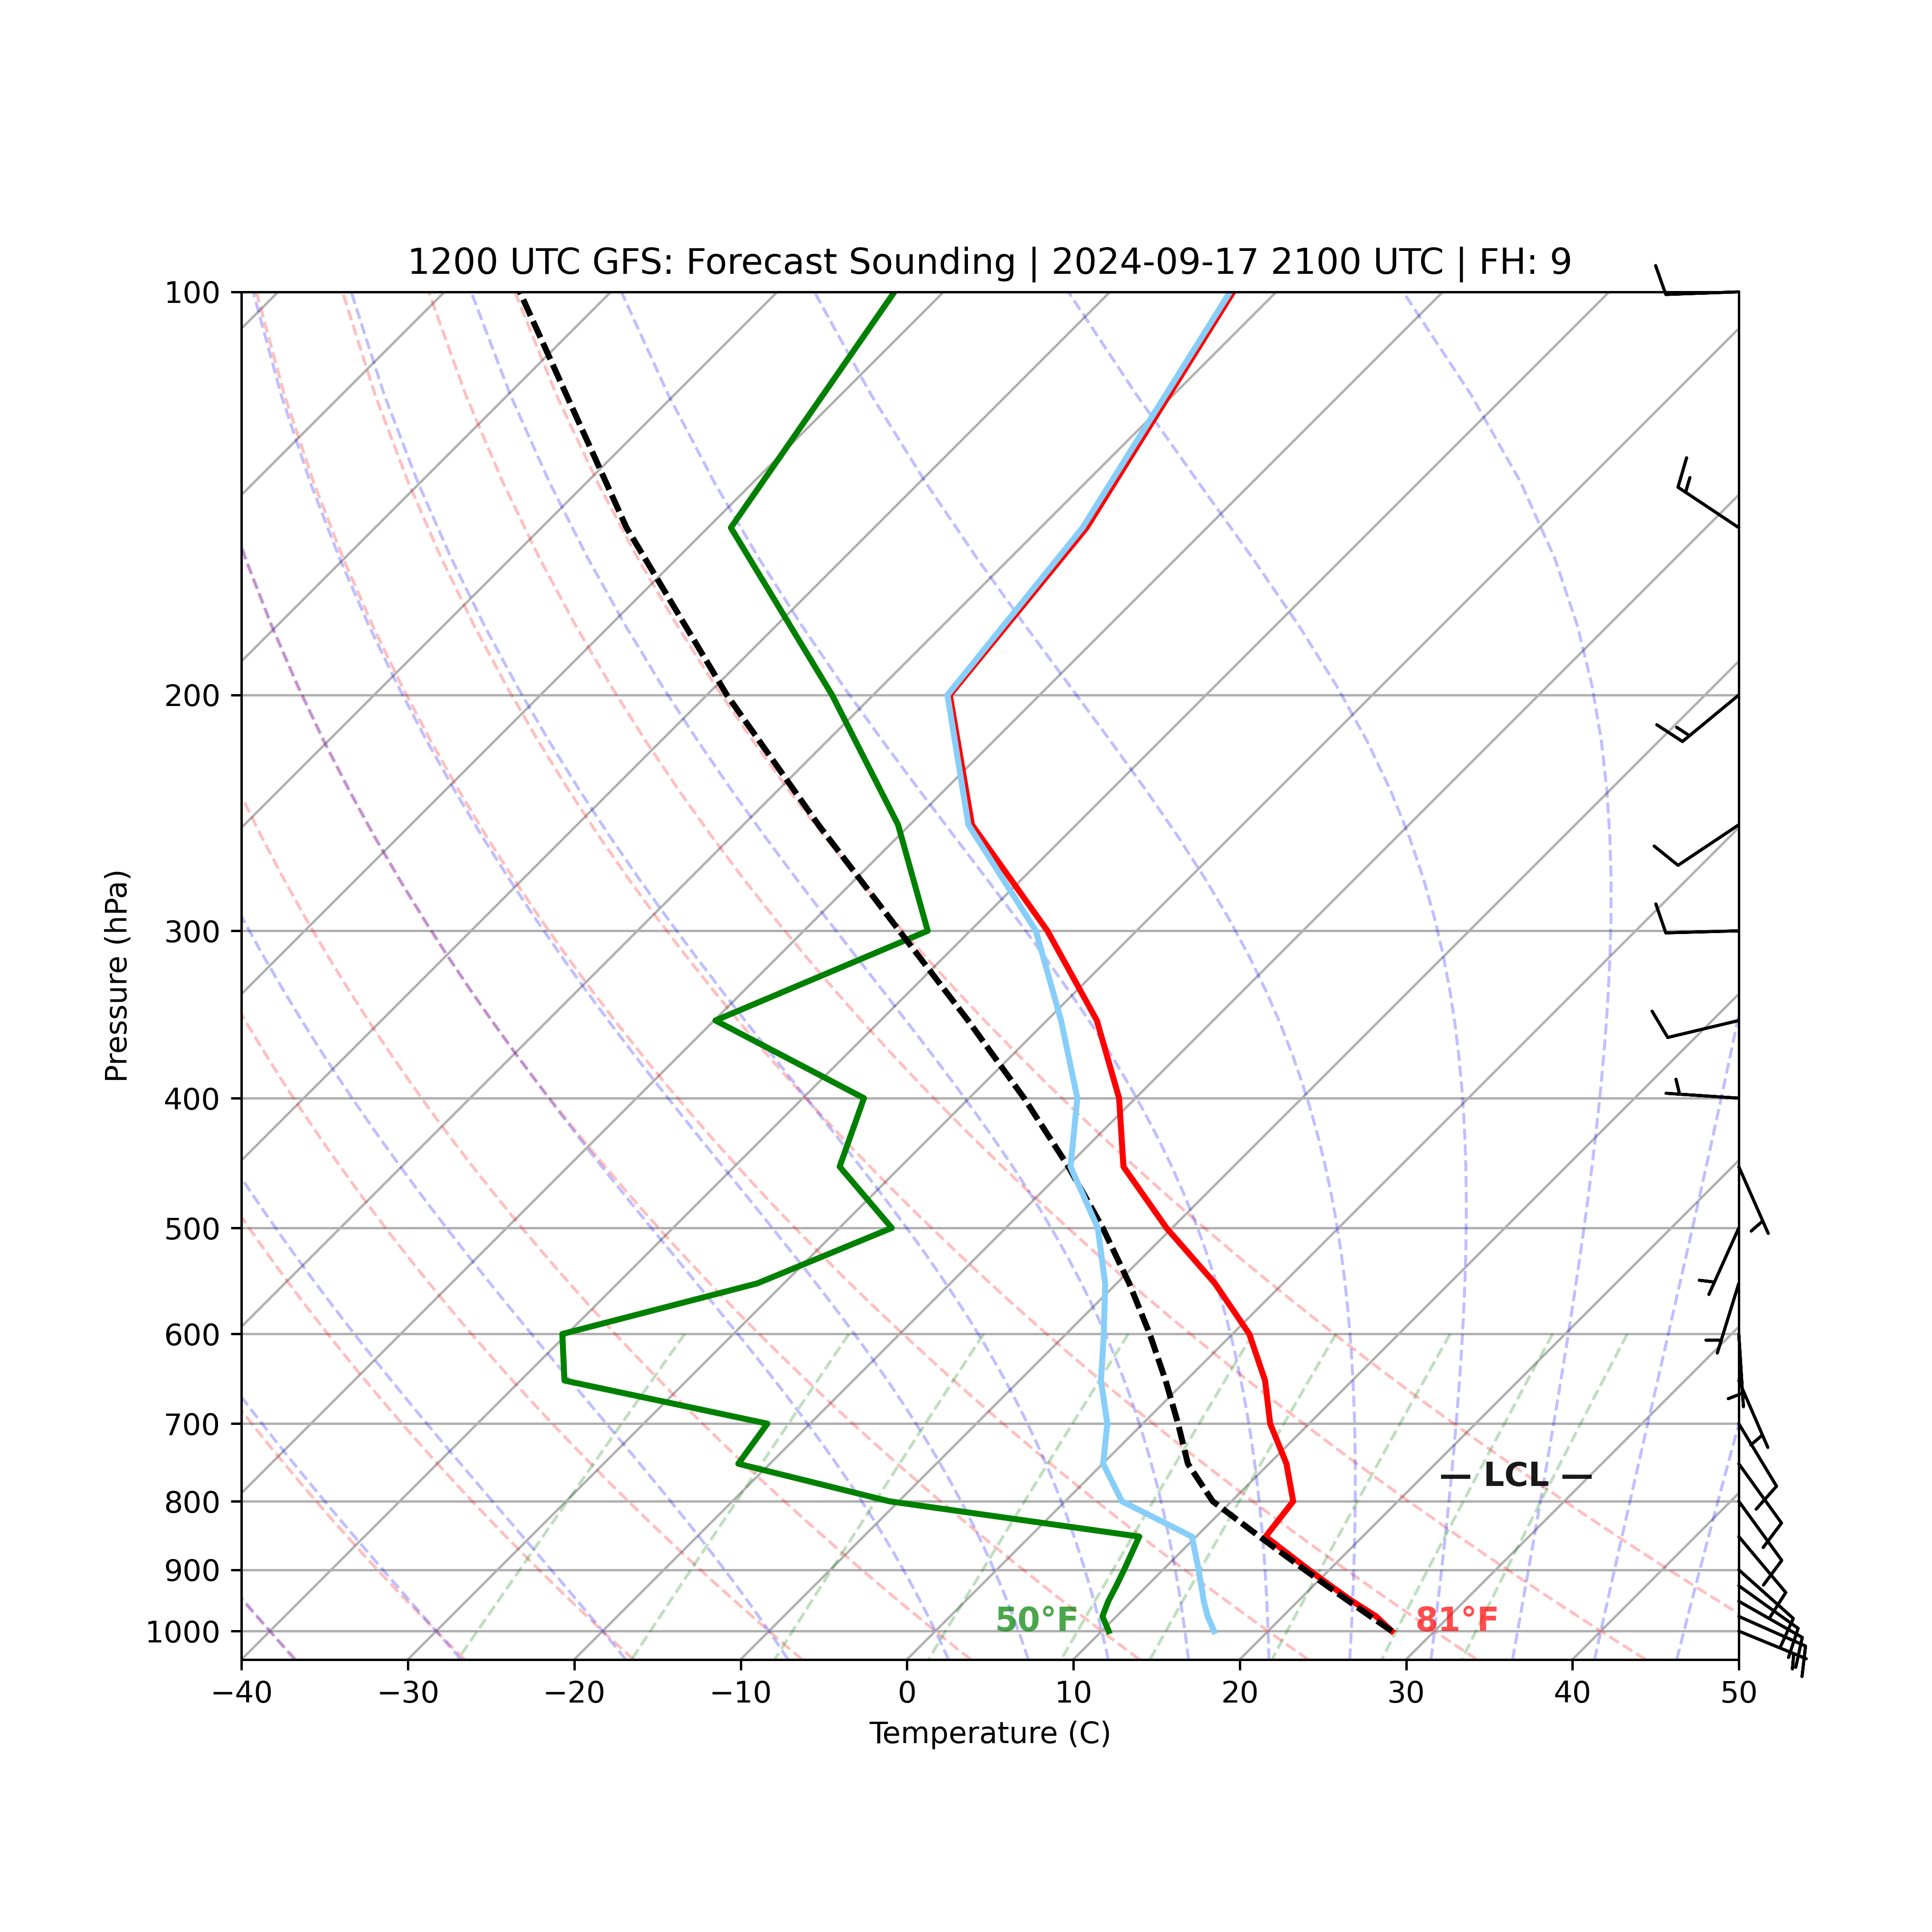 1200 UTC GFS: Forecast Sounding | 2024-09-17 2100 UTC | FH: 9
100
200
300
400
500
600
700
800
900
1000
Pressure (hPa)
— LCL —
50°F
81°F
−40 −30 −20 −10 0 10 20 30 40 50
Temperature (C)